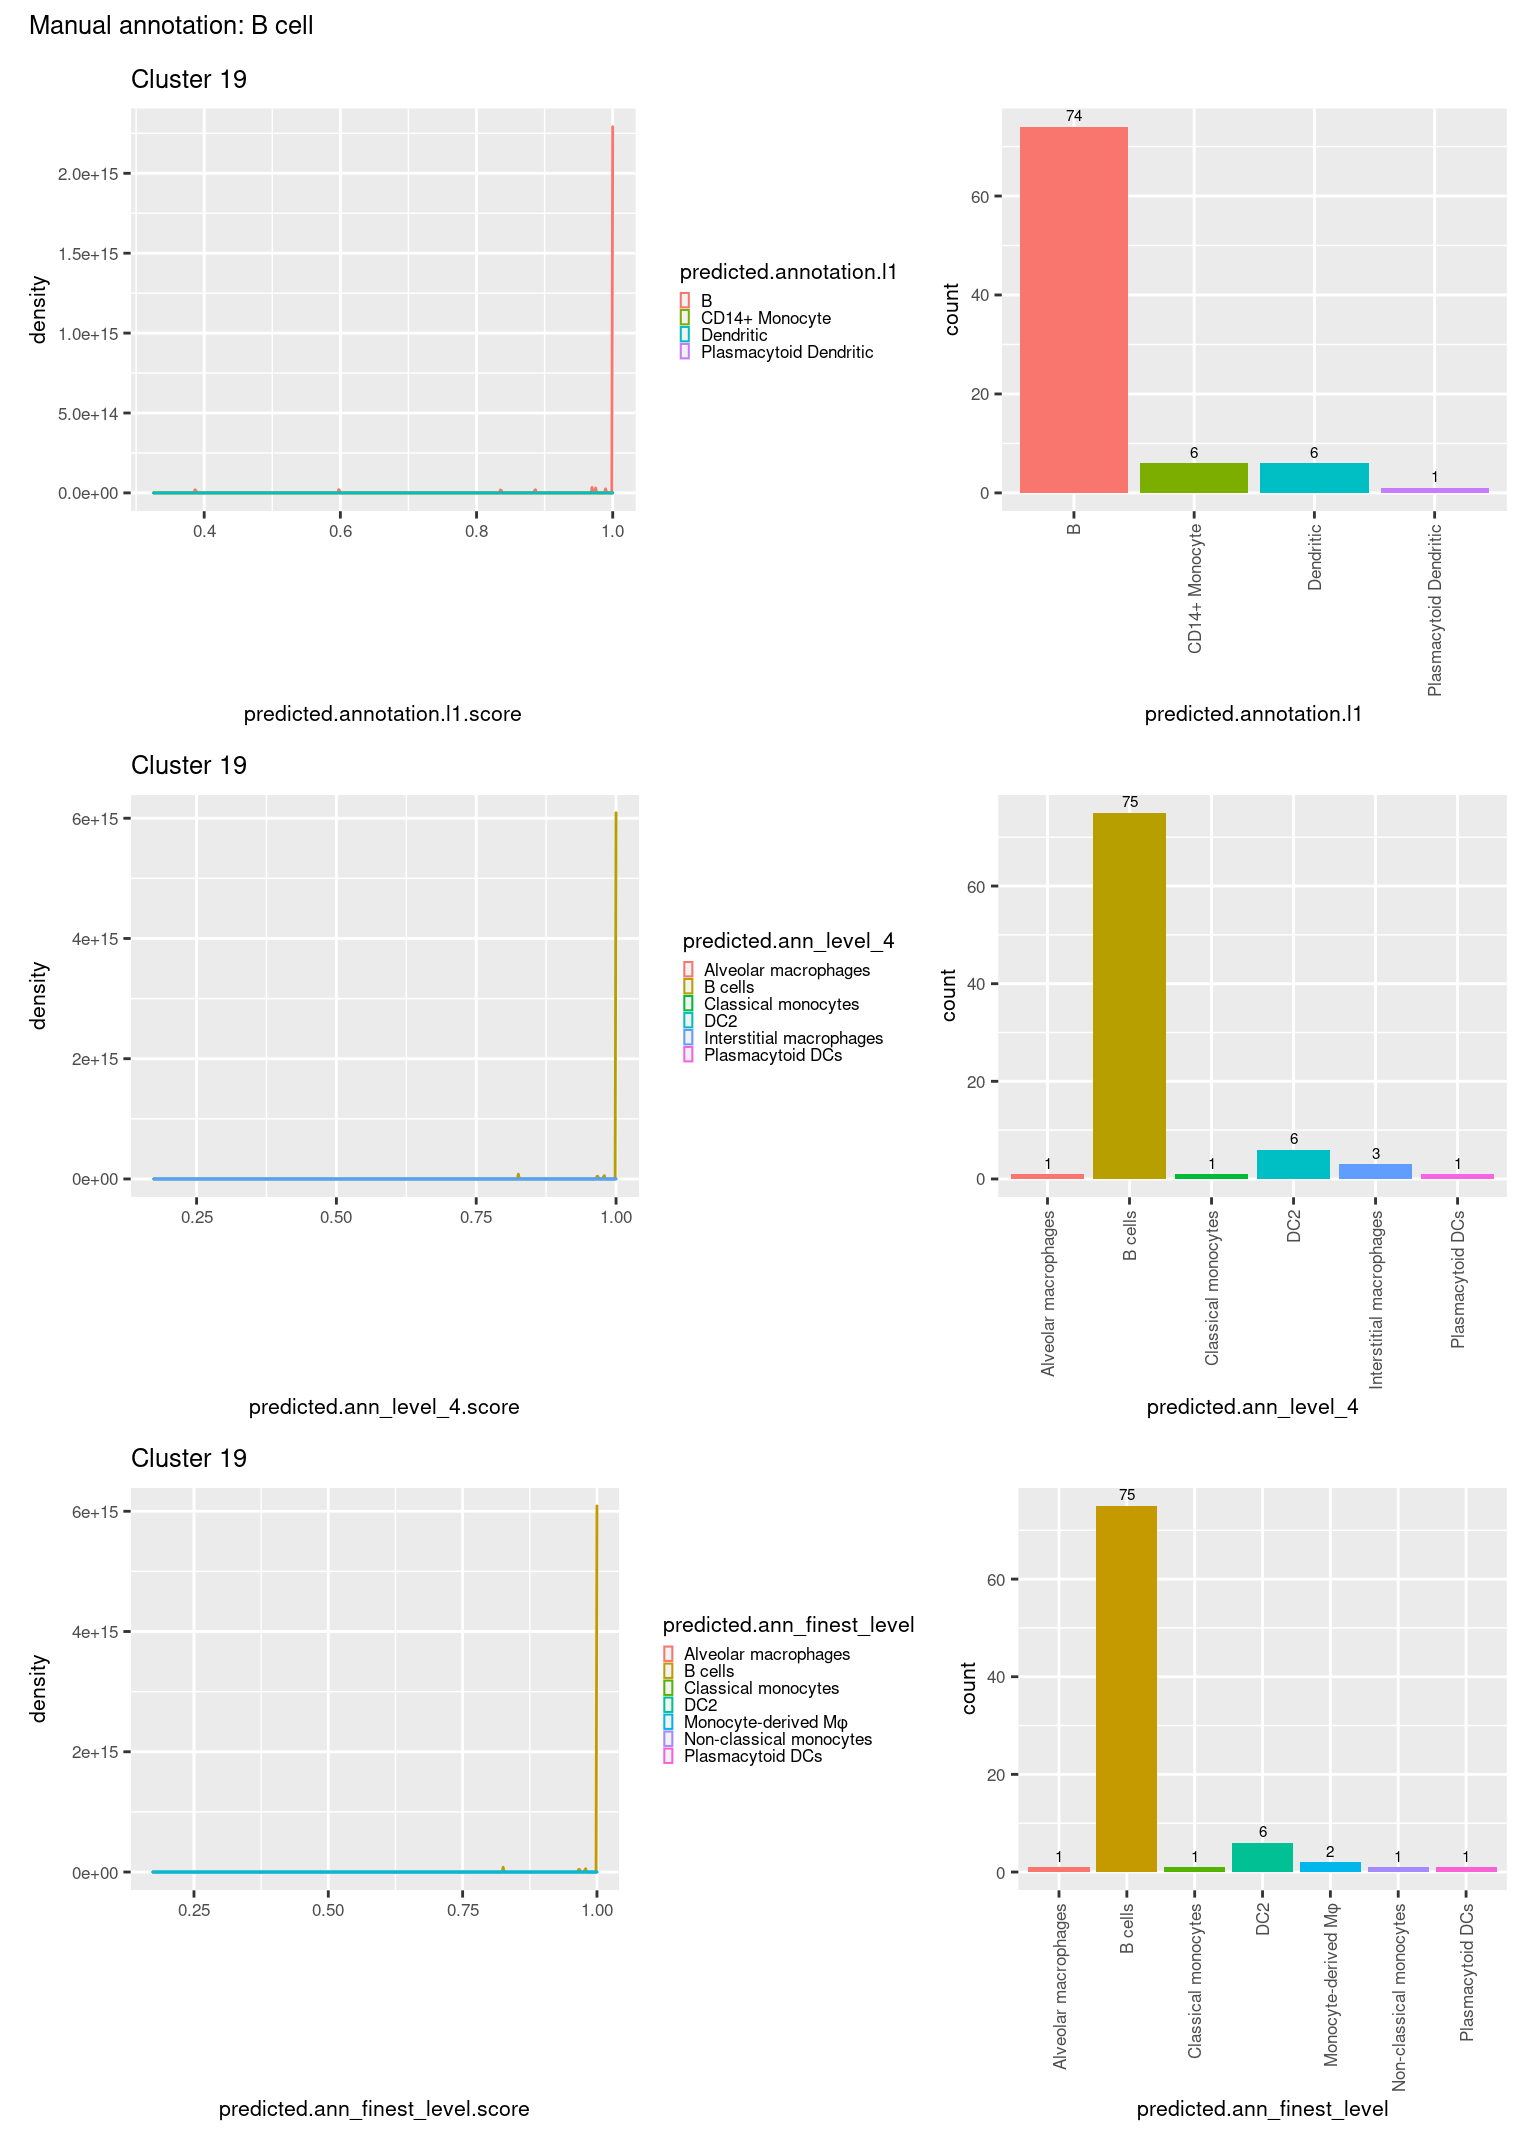 Manual annotation: B cell
Cluster 19
density
2.0e+15
1.5e+15
1.0e+15
5.0e+14
0.0e+00
0.4
0.6
0.8
1.0
predicted.annotation.l1.score
predicted.annotation.l1
B
CD14+ Monocyte
Dendritic
Plasmacytoid Dendritic
count
60
40
20
0
74
6
6
1
B
CD14+ Monocyte
Dendritic
Plasmacytoid Dendritic
predicted.annotation.l1
Cluster 19
density
6e+15
4e+15
2e+15
0e+00
0.25
0.50
0.75
1.00
predicted.ann_level_4.score
predicted.ann_level_4
Alveolar macrophages
B cells
Classical monocytes
DC2
Interstitial macrophages
Plasmacytoid DCs
count
60
40
20
0
1
75
1
6
3
1
Alveolar macrophages
B cells
Classical monocytes
DC2
Interstitial macrophages
Plasmacytoid DCs
predicted.ann_level_4
Cluster 19
density
6e+15
4e+15
2e+15
0e+00
0.25
0.50
0.75
1.00
predicted.ann_finest_level.score
predicted.ann_finest_level
Alveolar macrophages
B cells
Classical monocytes
DC2
Monocyte-derived Mφ
Non-classical monocytes
Plasmacytoid DCs
count
60
40
20
0
1
75
1
6
2
1
1
Alveolar macrophages
B cells
Classical monocytes
DC2
Monocyte-derived Mφ
Non-classical monocytes
Plasmacytoid DCs
predicted.ann_finest_level